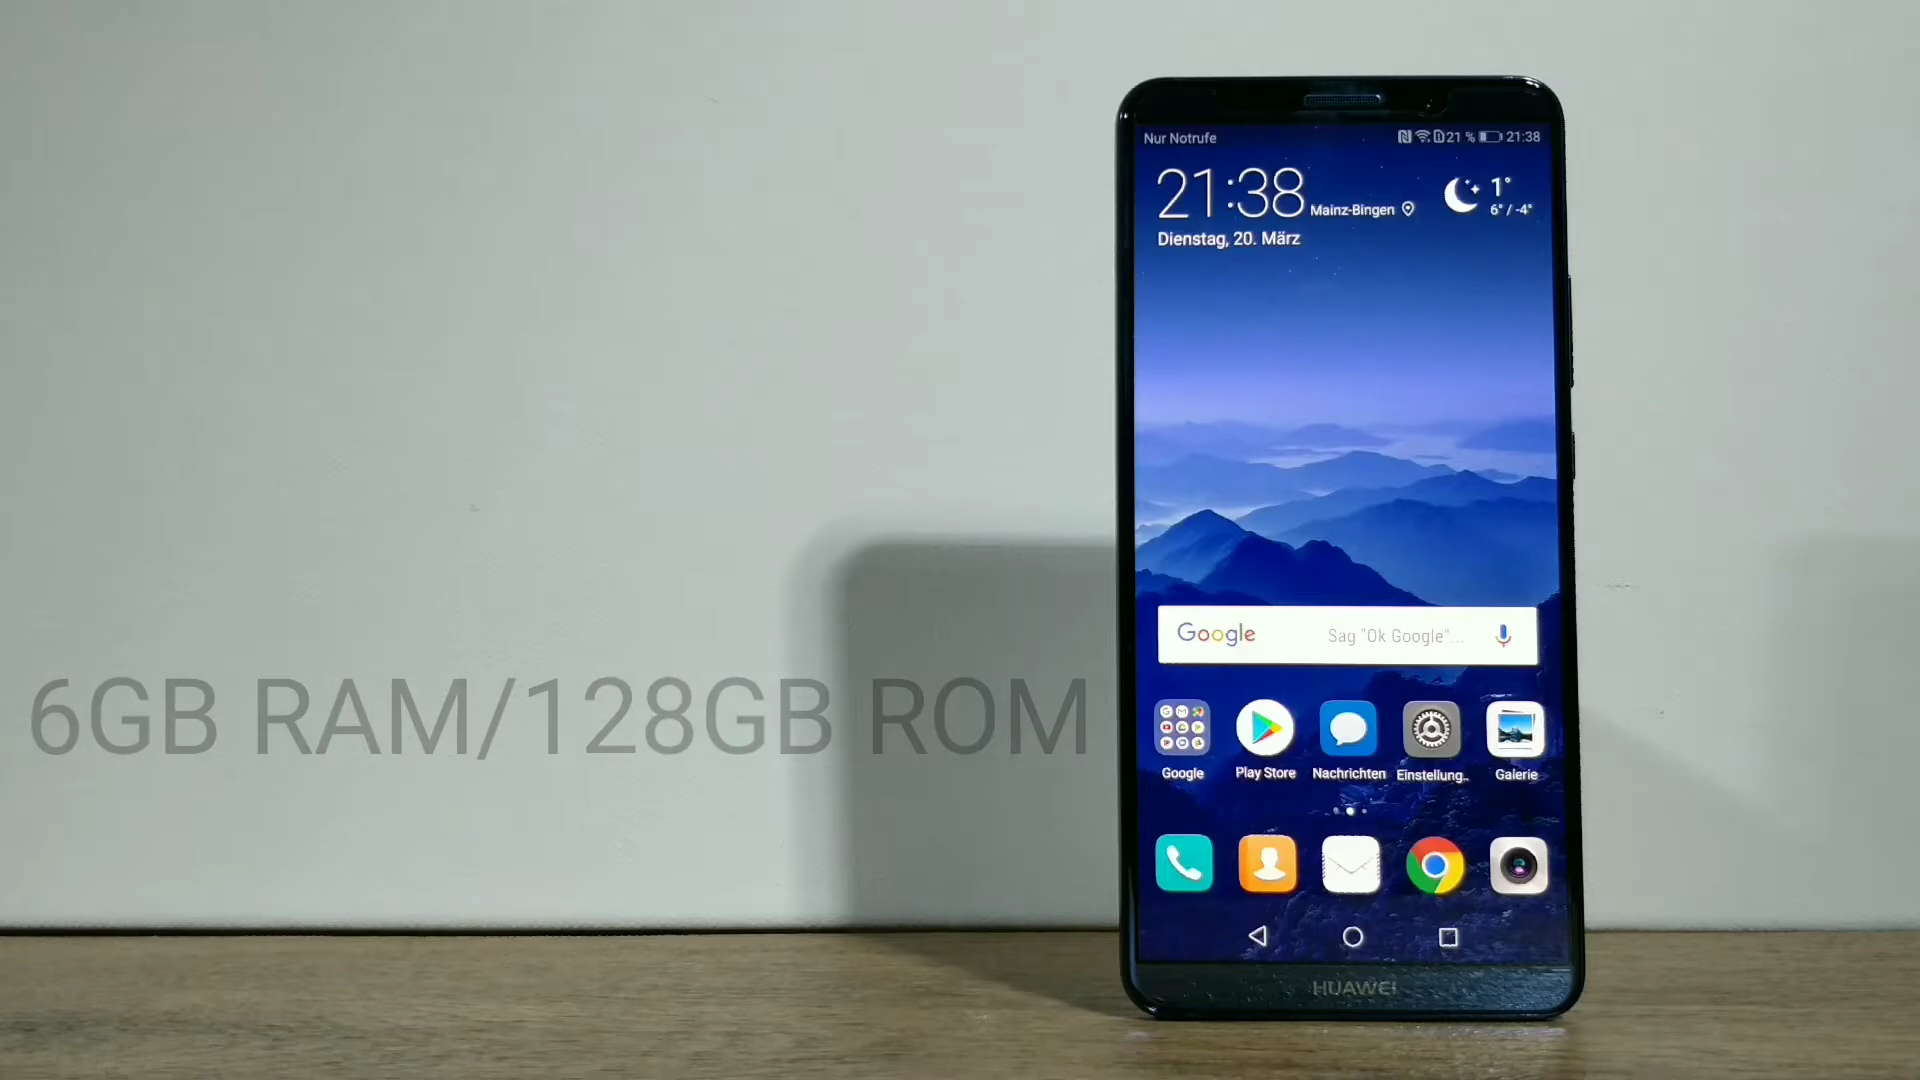 Nur Notrufe
21 % 21:38
21:38 Mainz-Bingen 1°
6° / -4°
Dienstag, 20. März
Google Sag "Ok Google"...
6GB RAM/128GB ROM
Google Play Store Nachrichten Einstellung.. Galerie
HUAWEI